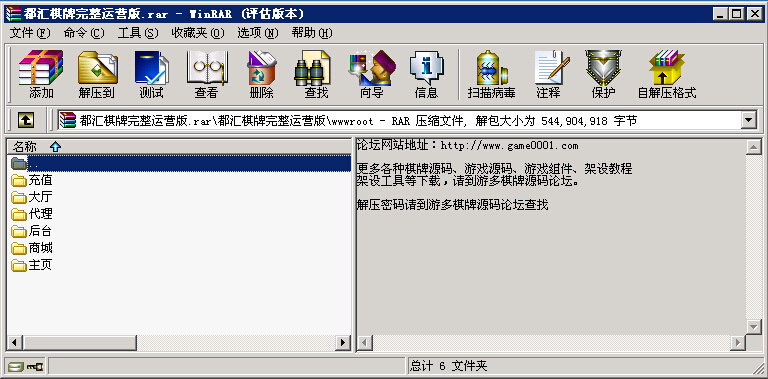 都汇棋牌完整运营版.rar - WinRAR (评估版本)
文件(F) 命令(C) 工具(S) 收藏夹(O) 选项(N) 帮助(H)
添加 解压到 测试 查看 删除 查找 向导 信息 扫描病毒 注释 保护 自解压格式
都汇棋牌完整运营版.rar\都汇棋牌完整运营版\wwwroot - RAR 压缩文件, 解包大小为 544,904,918 字节
名称
..
充值
大厅
代理
后台
商城
主页
论坛网站地址：http://www.game0001.com
更多各种棋牌源码、游戏源码、游戏组件、架设教程
架设工具等下载，请到游多棋牌源码论坛。
解压密码请到游多棋牌源码论坛查找
总计 6 文件夹